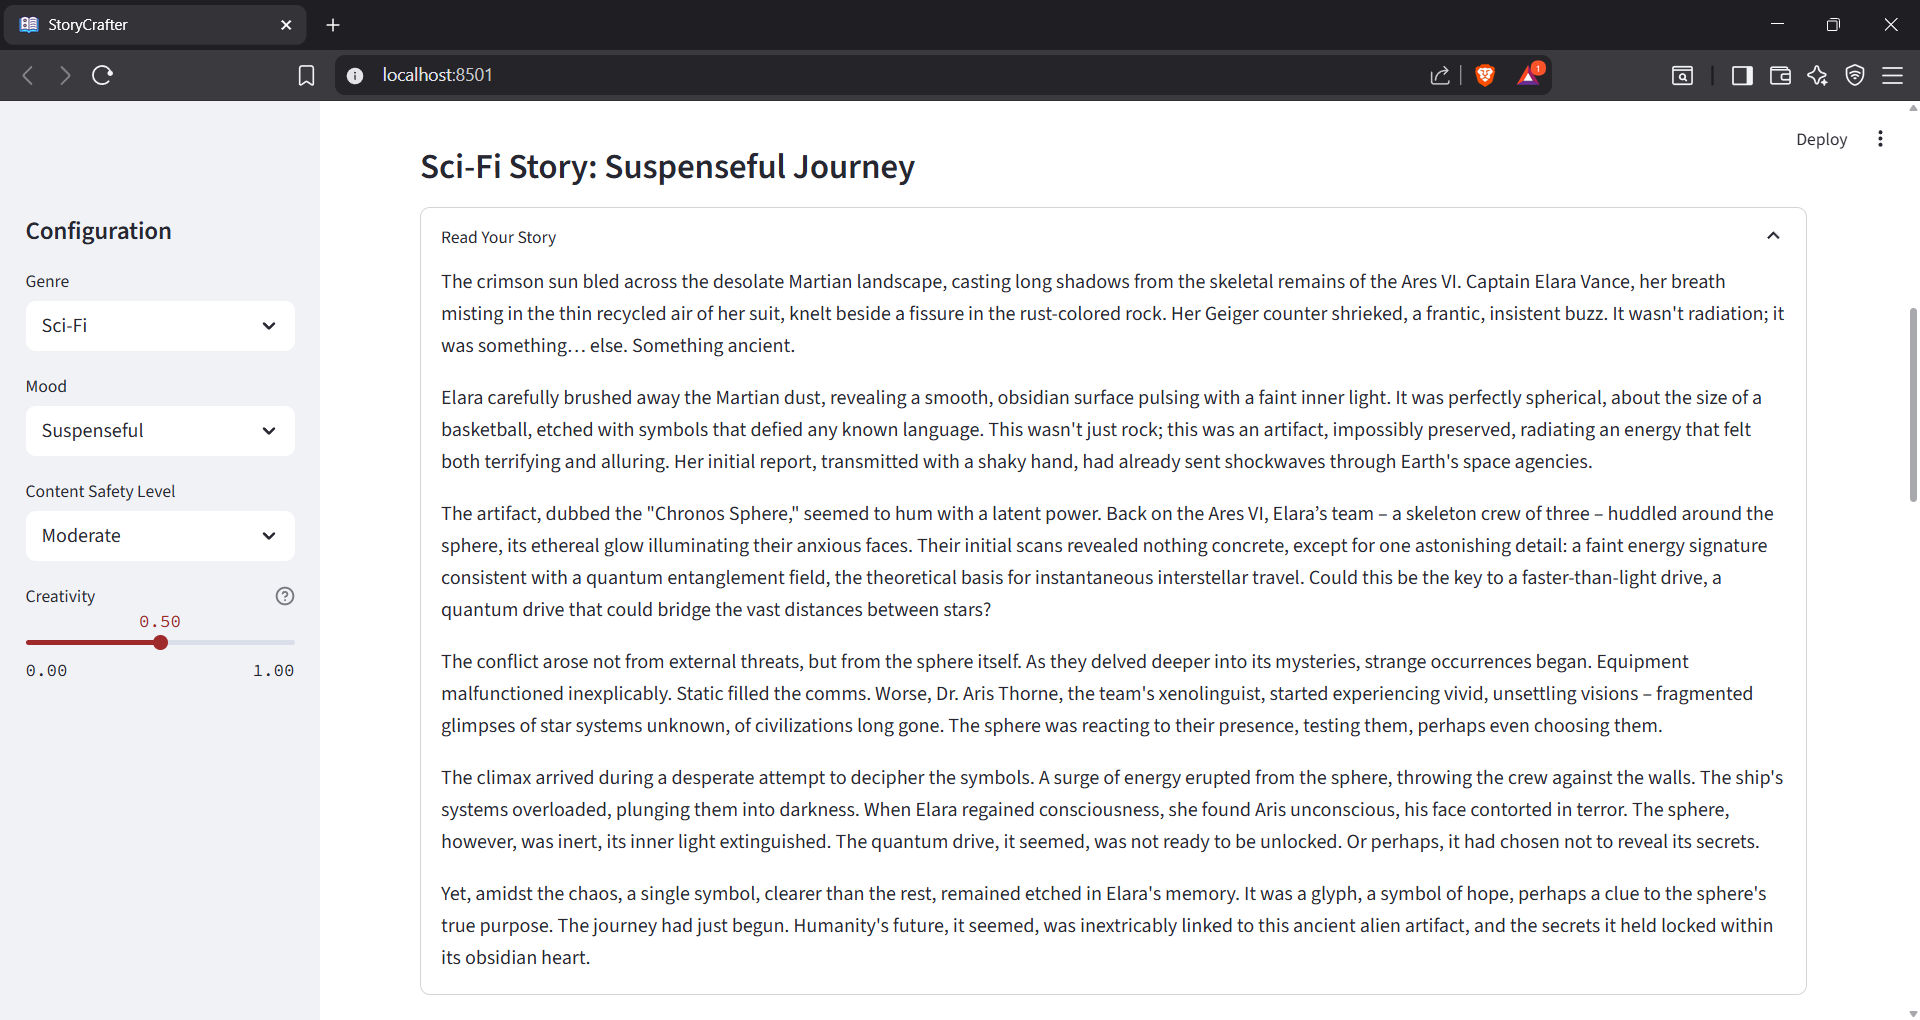 StoryCrafter
localhost:8501
1
Deploy
Configuration
Genre
Sci-Fi
Mood
Suspenseful
Content Safety Level
Moderate
Creativity
0.50
0.00 1.00
Sci-Fi Story: Suspenseful Journey
Read Your Story
The crimson sun bled across the desolate Martian landscape, casting long shadows from the skeletal remains of the Ares VI. Captain Elara Vance, her breath
misting in the thin recycled air of her suit, knelt beside a fissure in the rust-colored rock. Her Geiger counter shrieked, a frantic, insistent buzz. It wasn't radiation; it
was something… else. Something ancient.
Elara carefully brushed away the Martian dust, revealing a smooth, obsidian surface pulsing with a faint inner light. It was perfectly spherical, about the size of a
basketball, etched with symbols that defied any known language. This wasn't just rock; this was an artifact, impossibly preserved, radiating an energy that felt
both terrifying and alluring. Her initial report, transmitted with a shaky hand, had already sent shockwaves through Earth's space agencies.
The artifact, dubbed the "Chronos Sphere," seemed to hum with a latent power. Back on the Ares VI, Elara’s team – a skeleton crew of three – huddled around the
sphere, its ethereal glow illuminating their anxious faces. Their initial scans revealed nothing concrete, except for one astonishing detail: a faint energy signature
consistent with a quantum entanglement field, the theoretical basis for instantaneous interstellar travel. Could this be the key to a faster-than-light drive, a
quantum drive that could bridge the vast distances between stars?
The conflict arose not from external threats, but from the sphere itself. As they delved deeper into its mysteries, strange occurrences began. Equipment
malfunctioned inexplicably. Static filled the comms. Worse, Dr. Aris Thorne, the team's xenolinguist, started experiencing vivid, unsettling visions – fragmented
glimpses of star systems unknown, of civilizations long gone. The sphere was reacting to their presence, testing them, perhaps even choosing them.
The climax arrived during a desperate attempt to decipher the symbols. A surge of energy erupted from the sphere, throwing the crew against the walls. The ship's
systems overloaded, plunging them into darkness. When Elara regained consciousness, she found Aris unconscious, his face contorted in terror. The sphere,
however, was inert, its inner light extinguished. The quantum drive, it seemed, was not ready to be unlocked. Or perhaps, it had chosen not to reveal its secrets.
Yet, amidst the chaos, a single symbol, clearer than the rest, remained etched in Elara's memory. It was a glyph, a symbol of hope, perhaps a clue to the sphere's
true purpose. The journey had just begun. Humanity's future, it seemed, was inextricably linked to this ancient alien artifact, and the secrets it held locked within
its obsidian heart.